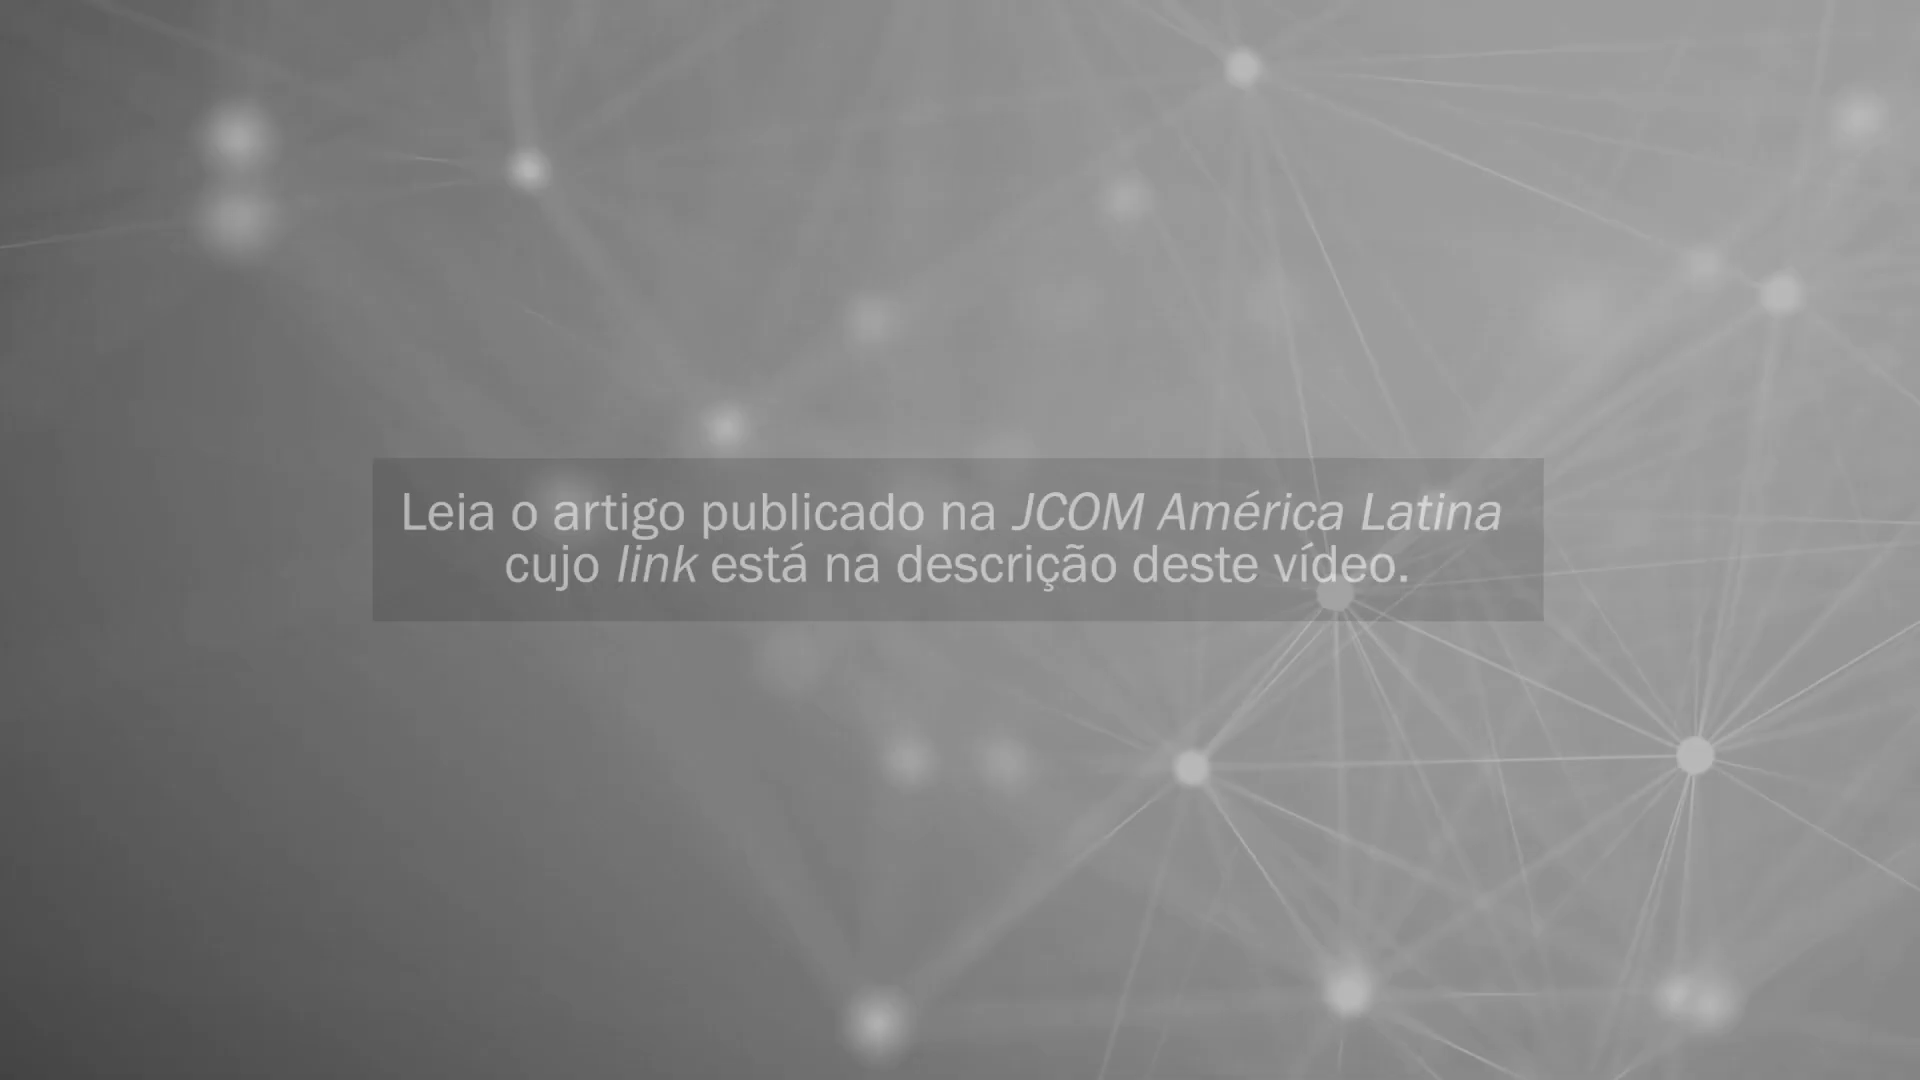 Leia o artigo publicado na JCOM América Latina
cujo link está na descrição deste vídeo.